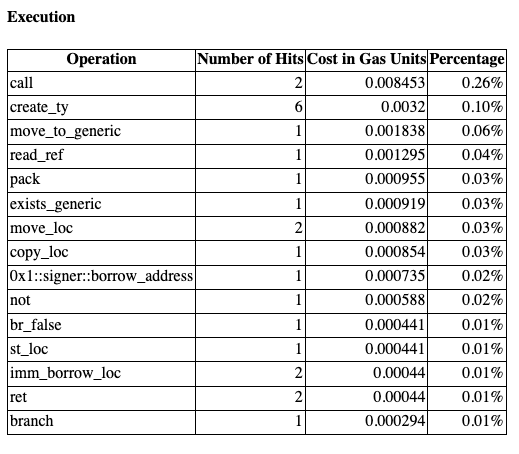 Execution
Operation Number of Hits Cost in Gas Units Percentage
call 2 0.008453 0.26%
create_ty 6 0.0032 0.10%
move_to_generic 1 0.001838 0.06%
read_ref 1 0.001295 0.04%
pack 1 0.000955 0.03%
exists_generic 1 0.000919 0.03%
move_loc 2 0.000882 0.03%
copy_loc 1 0.000854 0.03%
0x1::signer::borrow_address 1 0.000735 0.02%
not 1 0.000588 0.02%
br_false 1 0.000441 0.01%
st_loc 1 0.000441 0.01%
imm_borrow_loc 2 0.00044 0.01%
ret 2 0.00044 0.01%
branch 1 0.000294 0.01%